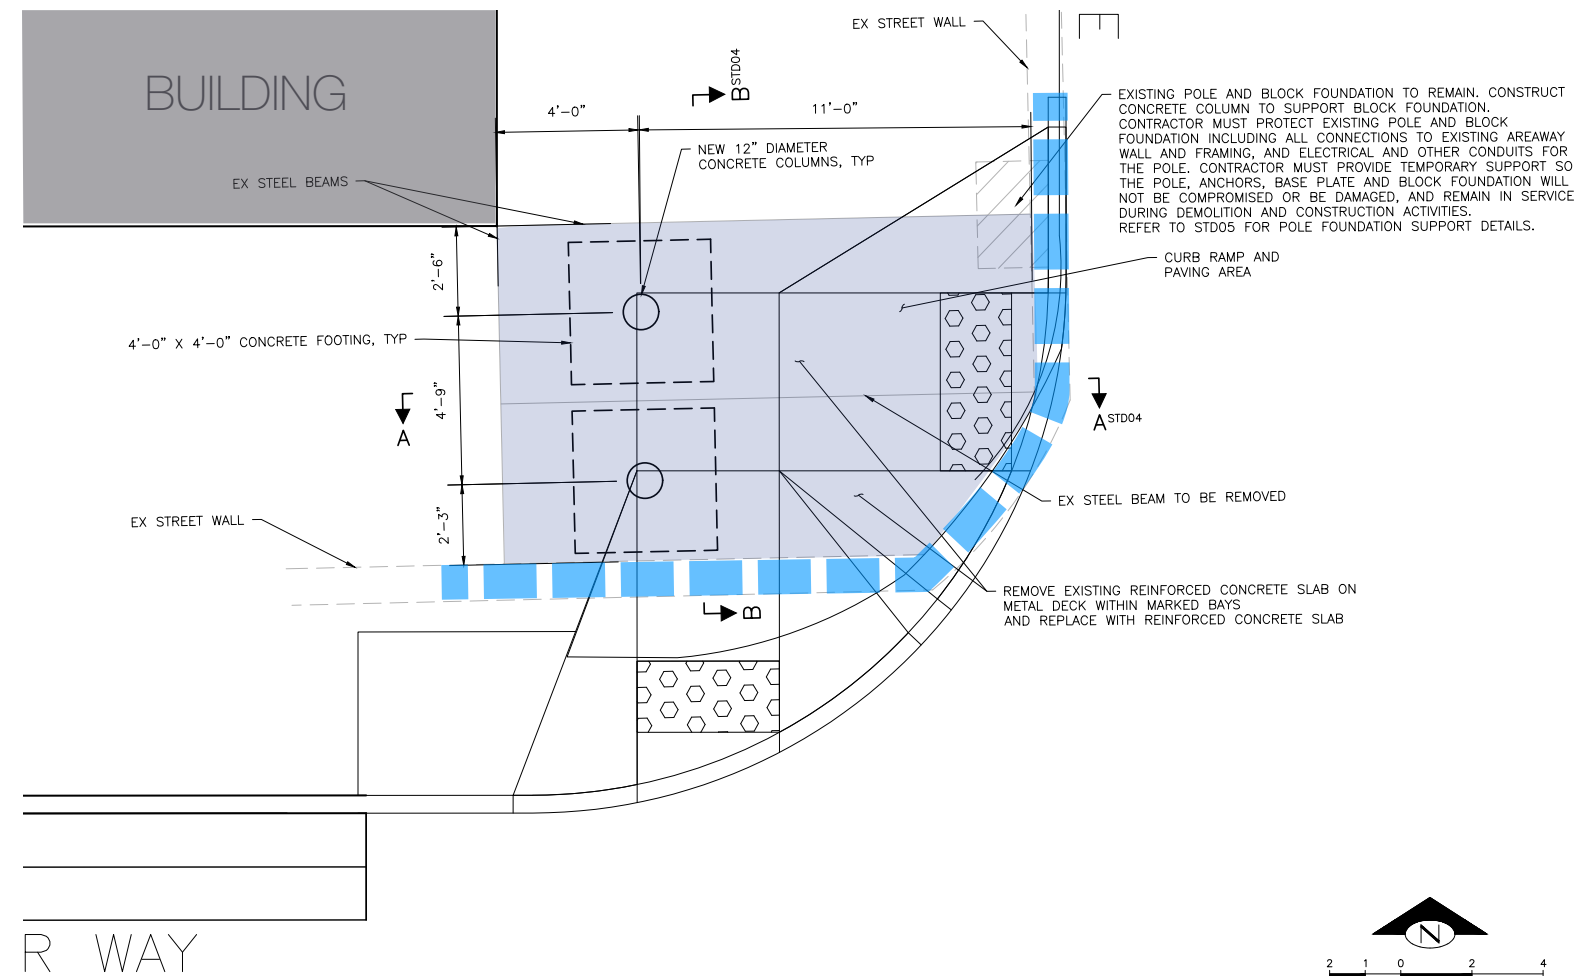 EX STREET WALL
E
BUILDING
B STD04
4'-0"
11'-0"
EXISTING POLE AND BLOCK FOUNDATION TO REMAIN. CONSTRUCT
CONCRETE COLUMN TO SUPPORT BLOCK FOUNDATION.
CONTRACTOR MUST PROTECT EXISTING POLE AND BLOCK
FOUNDATION INCLUDING ALL CONNECTIONS TO EXISTING AREAWAY
WALL AND FRAMING, AND ELECTRICAL AND OTHER CONDUITS FOR
THE POLE. CONTRACTOR MUST PROVIDE TEMPORARY SUPPORT SO
THE POLE, ANCHORS, BASE PLATE AND BLOCK FOUNDATION WILL
NOT BE COMPROMISED OR BE DAMAGED, AND REMAIN IN SERVICE
DURING DEMOLITION AND CONSTRUCTION ACTIVITIES.
REFER TO STD05 FOR POLE FOUNDATION SUPPORT DETAILS.
NEW 12" DIAMETER
CONCRETE COLUMNS, TYP
EX STEEL BEAMS
CURB RAMP AND
PAVING AREA
2'-6"
4'-0" X 4'-0" CONCRETE FOOTING, TYP
4'-9"
A
A STD04
EX STEEL BEAM TO BE REMOVED
EX STREET WALL
2'-3"
REMOVE EXISTING REINFORCED CONCRETE SLAB ON
METAL DECK WITHIN MARKED BAYS
AND REPLACE WITH REINFORCED CONCRETE SLAB
B
R WAY
N
2 1 0 2 4